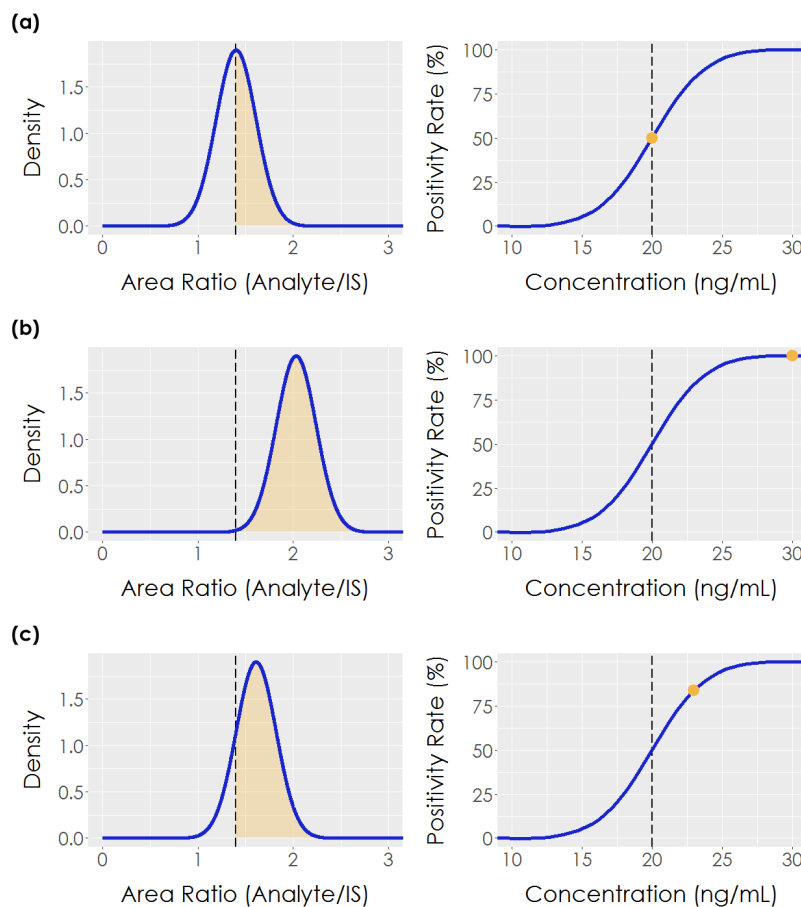 (a)
Density
1.5
1.0
0.5
0.0
0 1 2 3
Area Ratio (Analyte/IS)
Positivity Rate (%)
100
75
50
25
0
10 15 20 25 30
Concentration (ng/mL)
(b)
Density
1.5
1.0
0.5
0.0
0 1 2 3
Area Ratio (Analyte/IS)
Positivity Rate (%)
100
75
50
25
0
10 15 20 25 30
Concentration (ng/mL)
(c)
Density
1.5
1.0
0.5
0.0
0 1 2 3
Area Ratio (Analyte/IS)
Positivity Rate (%)
100
75
50
25
0
10 15 20 25 30
Concentration (ng/mL)